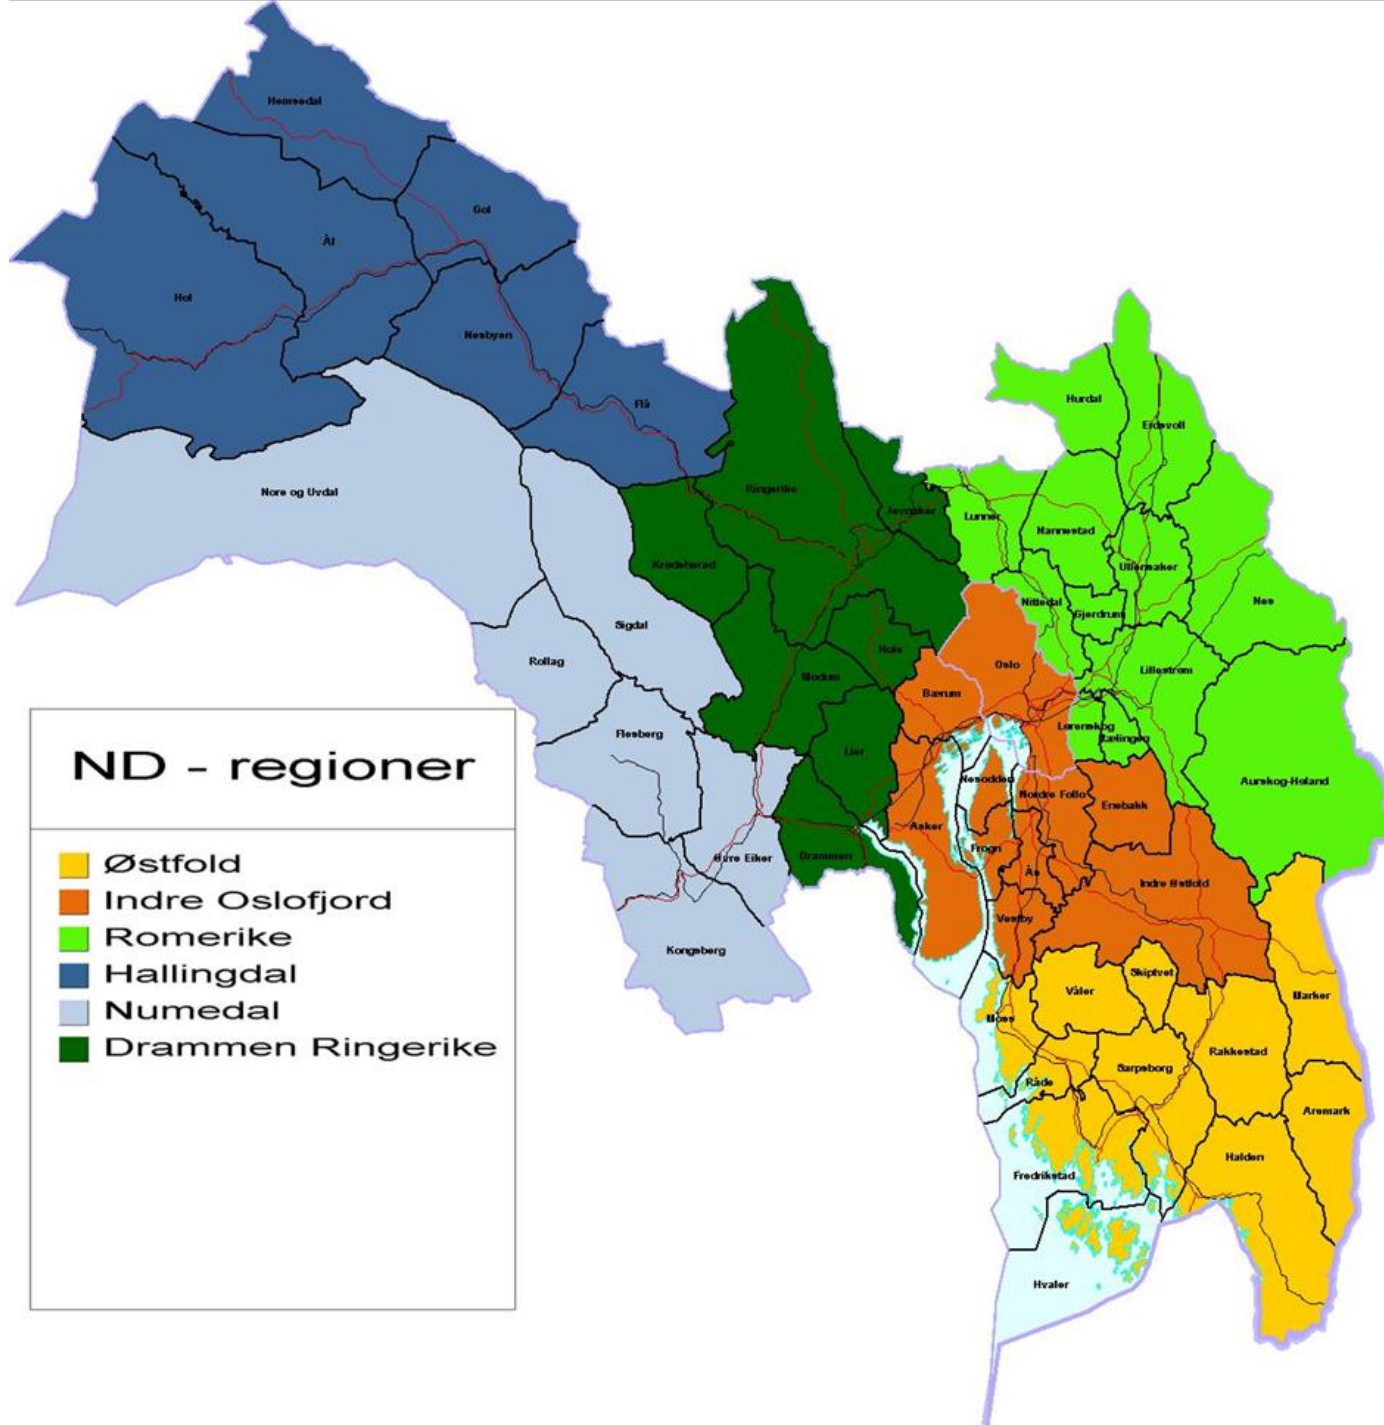 Hemsedal
Gol
Ål
Hol
Nesbyen
Flå
Hurdal
Eidsvoll
Nore og Uvdal
Ringerike
Jevnaker
Lunner
Nannestad
Ullensaker
Krødsherad
Nes
Nittedal
Gjerdrum
Sigdal
Hole
Rollag
Oslo
Lillestrøm
Modum
Bærum
Lørenskog
Flesberg
Rælingen
Lier
Nesodden
Aurskog-Høland
Nordre Follo
Enebakk
Asker
Frogn
Drammen
Øvre Eiker
Ås
Indre Østfold
Vestby
Kongsberg
Skiptvet
Våler
Marker
Moss
Rakkestad
Sarpsborg
Råde
Aremark
Halden
Fredrikstad
Hvaler
ND - regioner
Østfold
Indre Oslofjord
Romerike
Hallingdal
Numedal
Drammen Ringerike